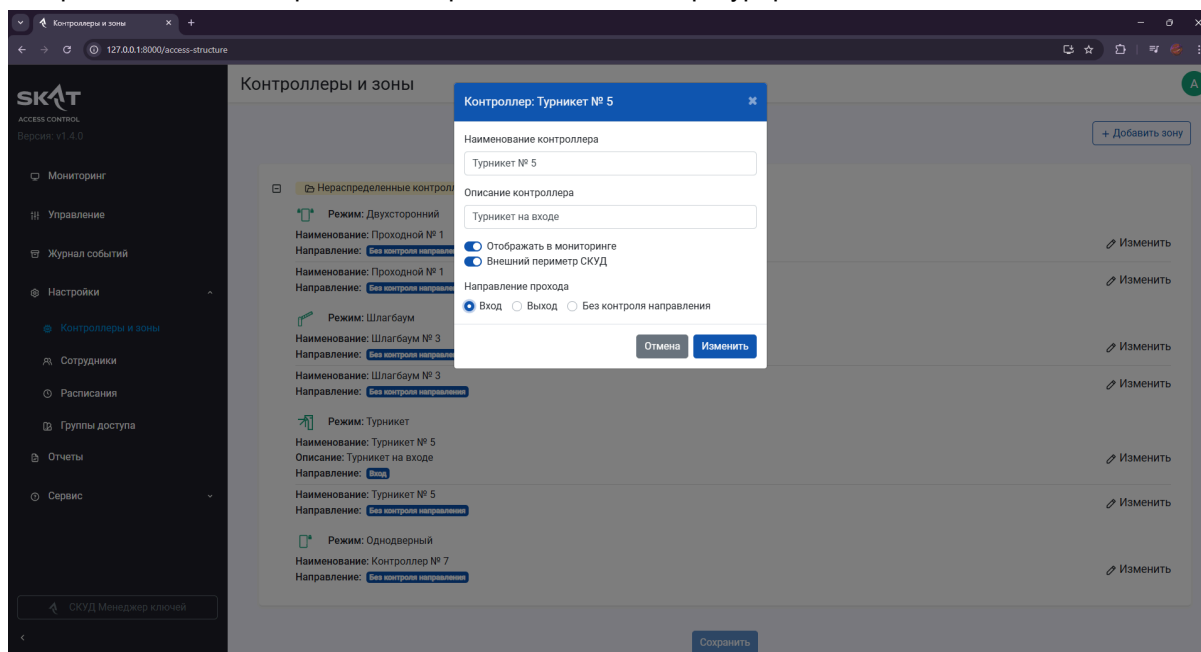 Контроллеры и зоны
127.0.0.1:8000/access-structure
SKAT
ACCESS CONTROL
Версия: v1.4.0
Мониторинг
Управление
Журнал событий
Настройки
Контроллеры и зоны
Сотрудники
Расписания
Группы доступа
Отчеты
Сервис
СКУД Менеджер ключей
Контроллеры и зоны
A
+ Добавить зону
Нераспределенные контрол
Режим: Двухсторонний
Наименование: Проходной № 1
Направление: Без контроля направле
Изменить
Наименование: Проходной № 1
Направление: Без контроля направле
Изменить
Режим: Шлагбаум
Наименование: Шлагбаум № 3
Направление: Без контроля направле
Изменить
Наименование: Шлагбаум № 3
Направление: Без контроля направления
Изменить
Режим: Турникет
Наименование: Турникет № 5
Описание: Турникет на входе
Направление: Вход
Изменить
Наименование: Турникет № 5
Направление: Без контроля направления
Изменить
Режим: Однодверный
Наименование: Контроллер № 7
Направление: Без контроля направления
Изменить
Сохранить
Контроллер: Турникет № 5
Наименование контроллера
Турникет № 5
Описание контроллера
Турникет на входе
Отображать в мониторинге
Внешний периметр СКУД
Направление прохода
Вход Выход Без контроля направления
Отмена Изменить